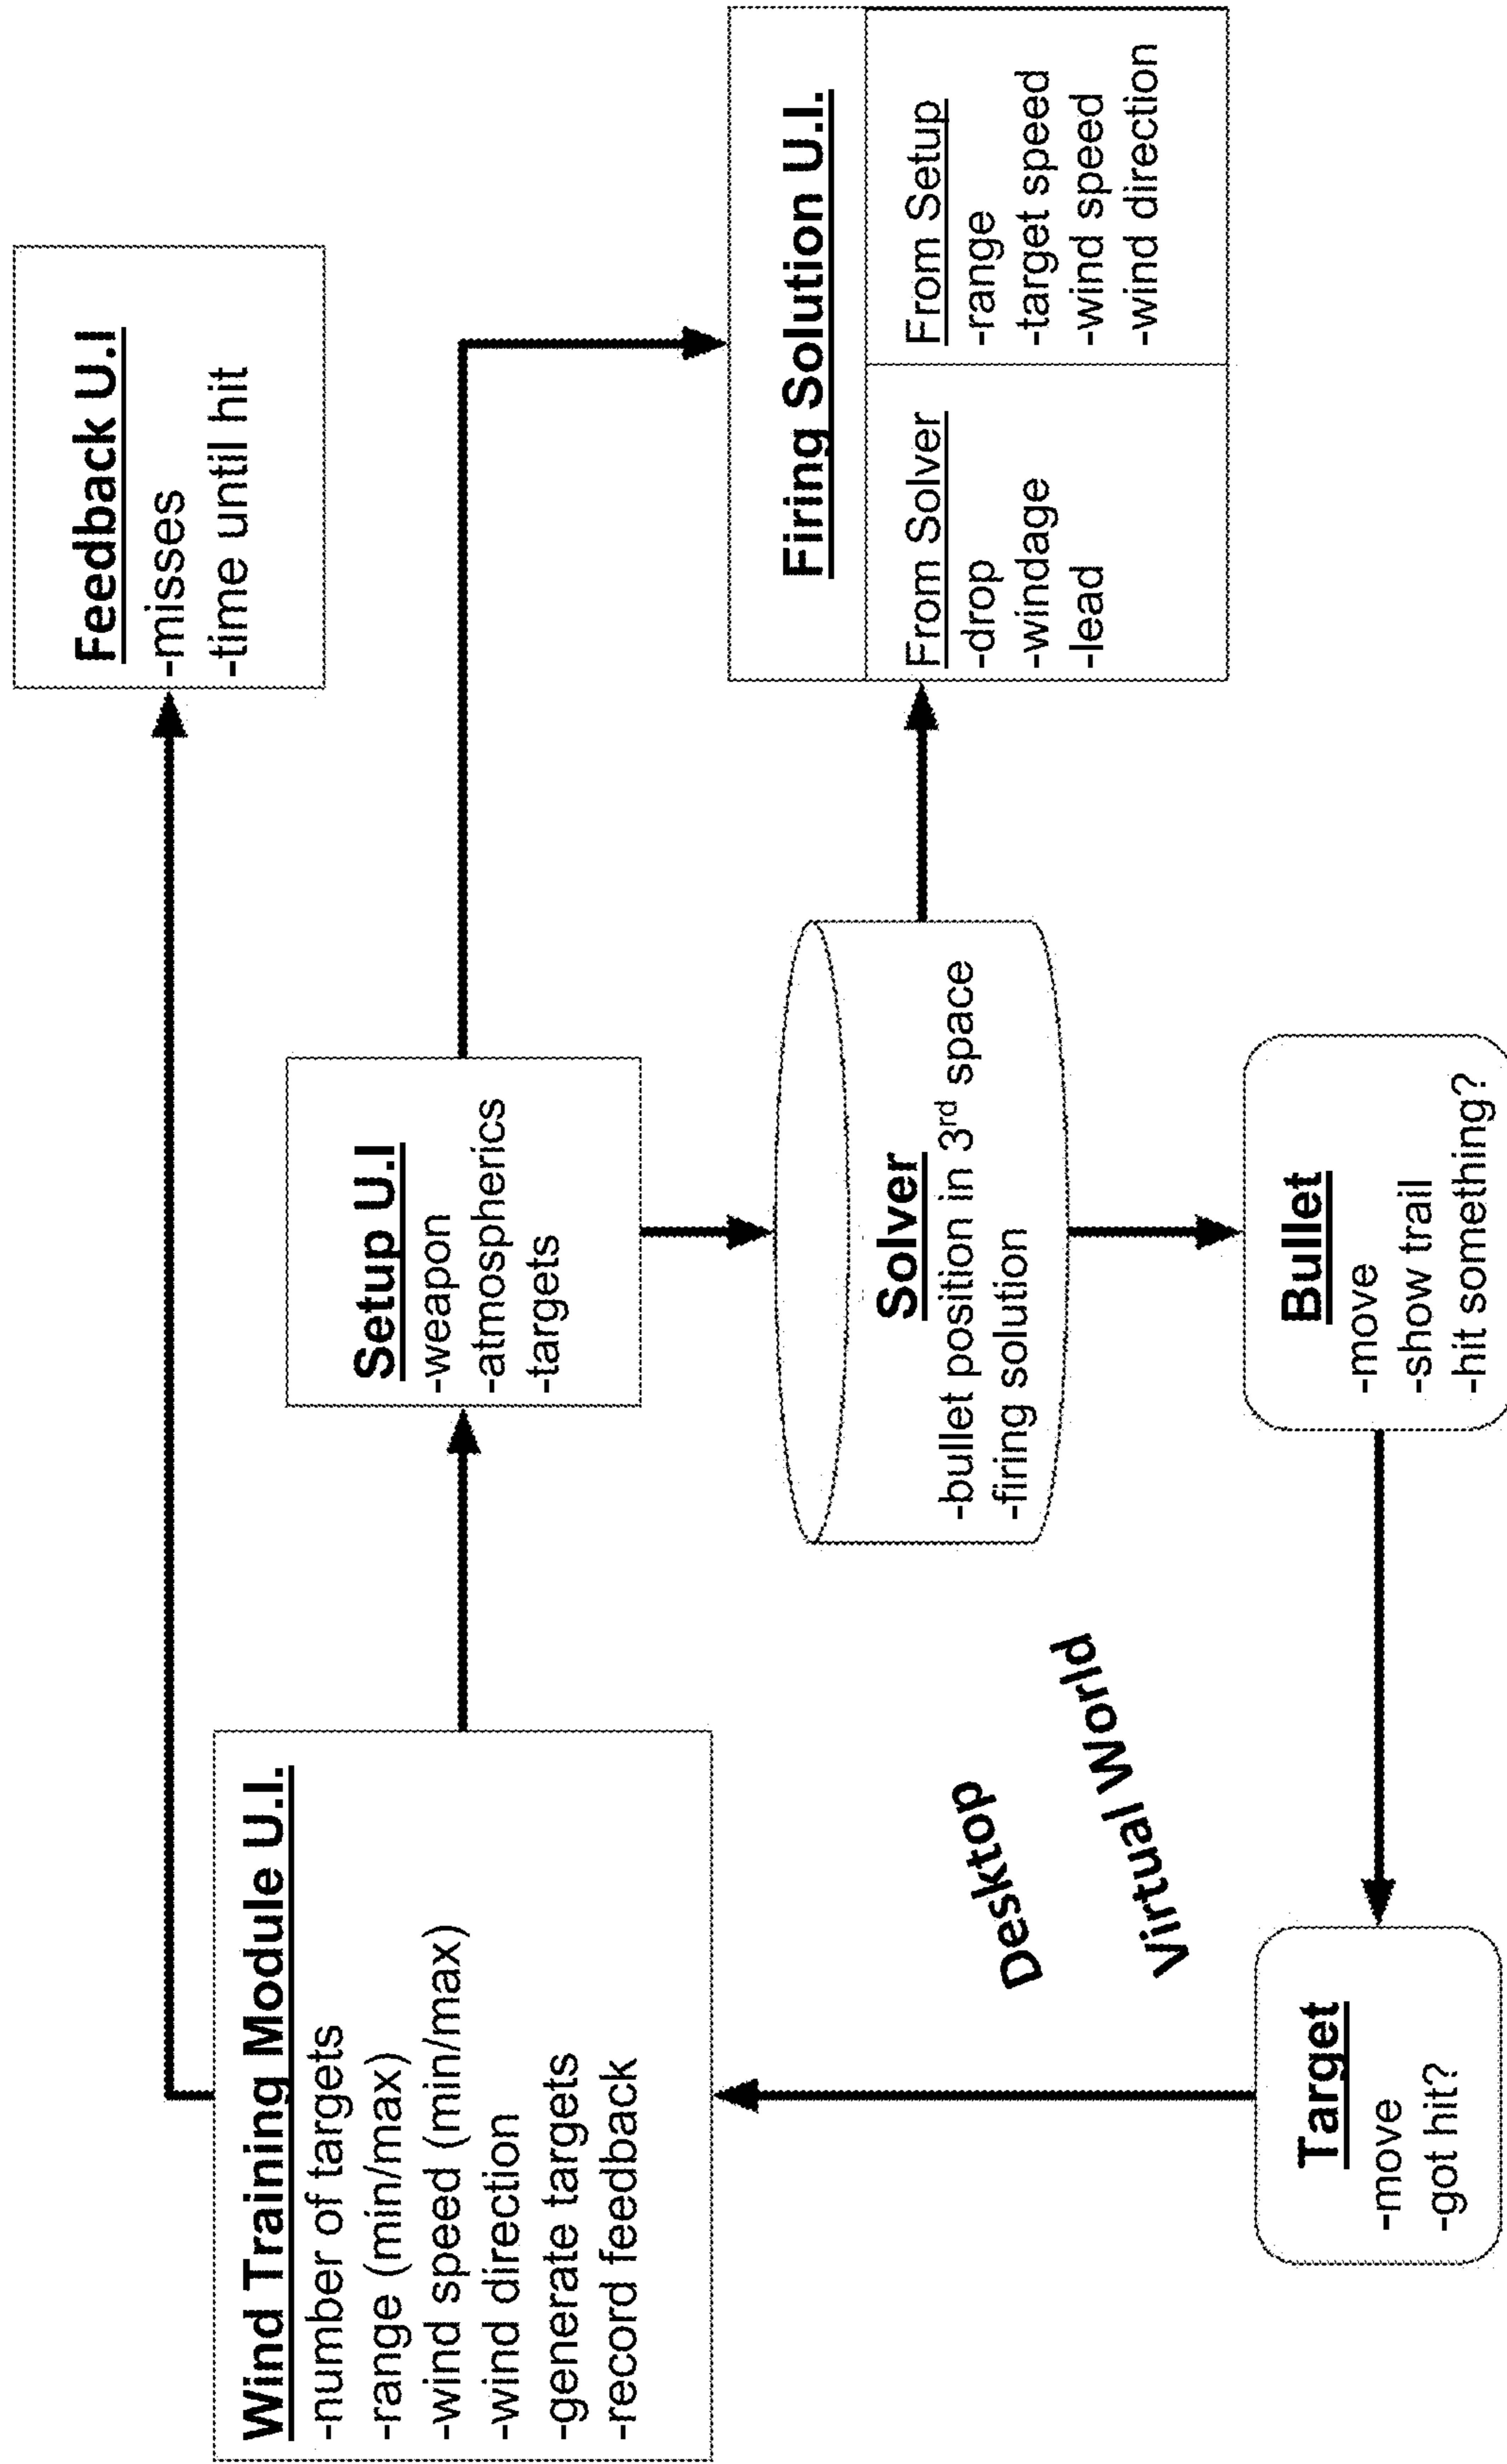 Wind Training Module U.I.
-number of targets
-range (min/max)
-wind speed (min/max)
-wind direction
-generate targets
-record feedback
Feedback U.I
-misses
-time until hit
Setup U.I
-weapon
-atmospherics
-targets
Firing Solution U.I.
From Solver
-drop
-windage
-lead
From Setup
-range
-target speed
-wind speed
-wind direction
Solver
-bullet position in 3rd space
-firing solution
Desktop
Virtual World
Target
-move
-got hit?
Bullet
-move
-show trail
-hit something?